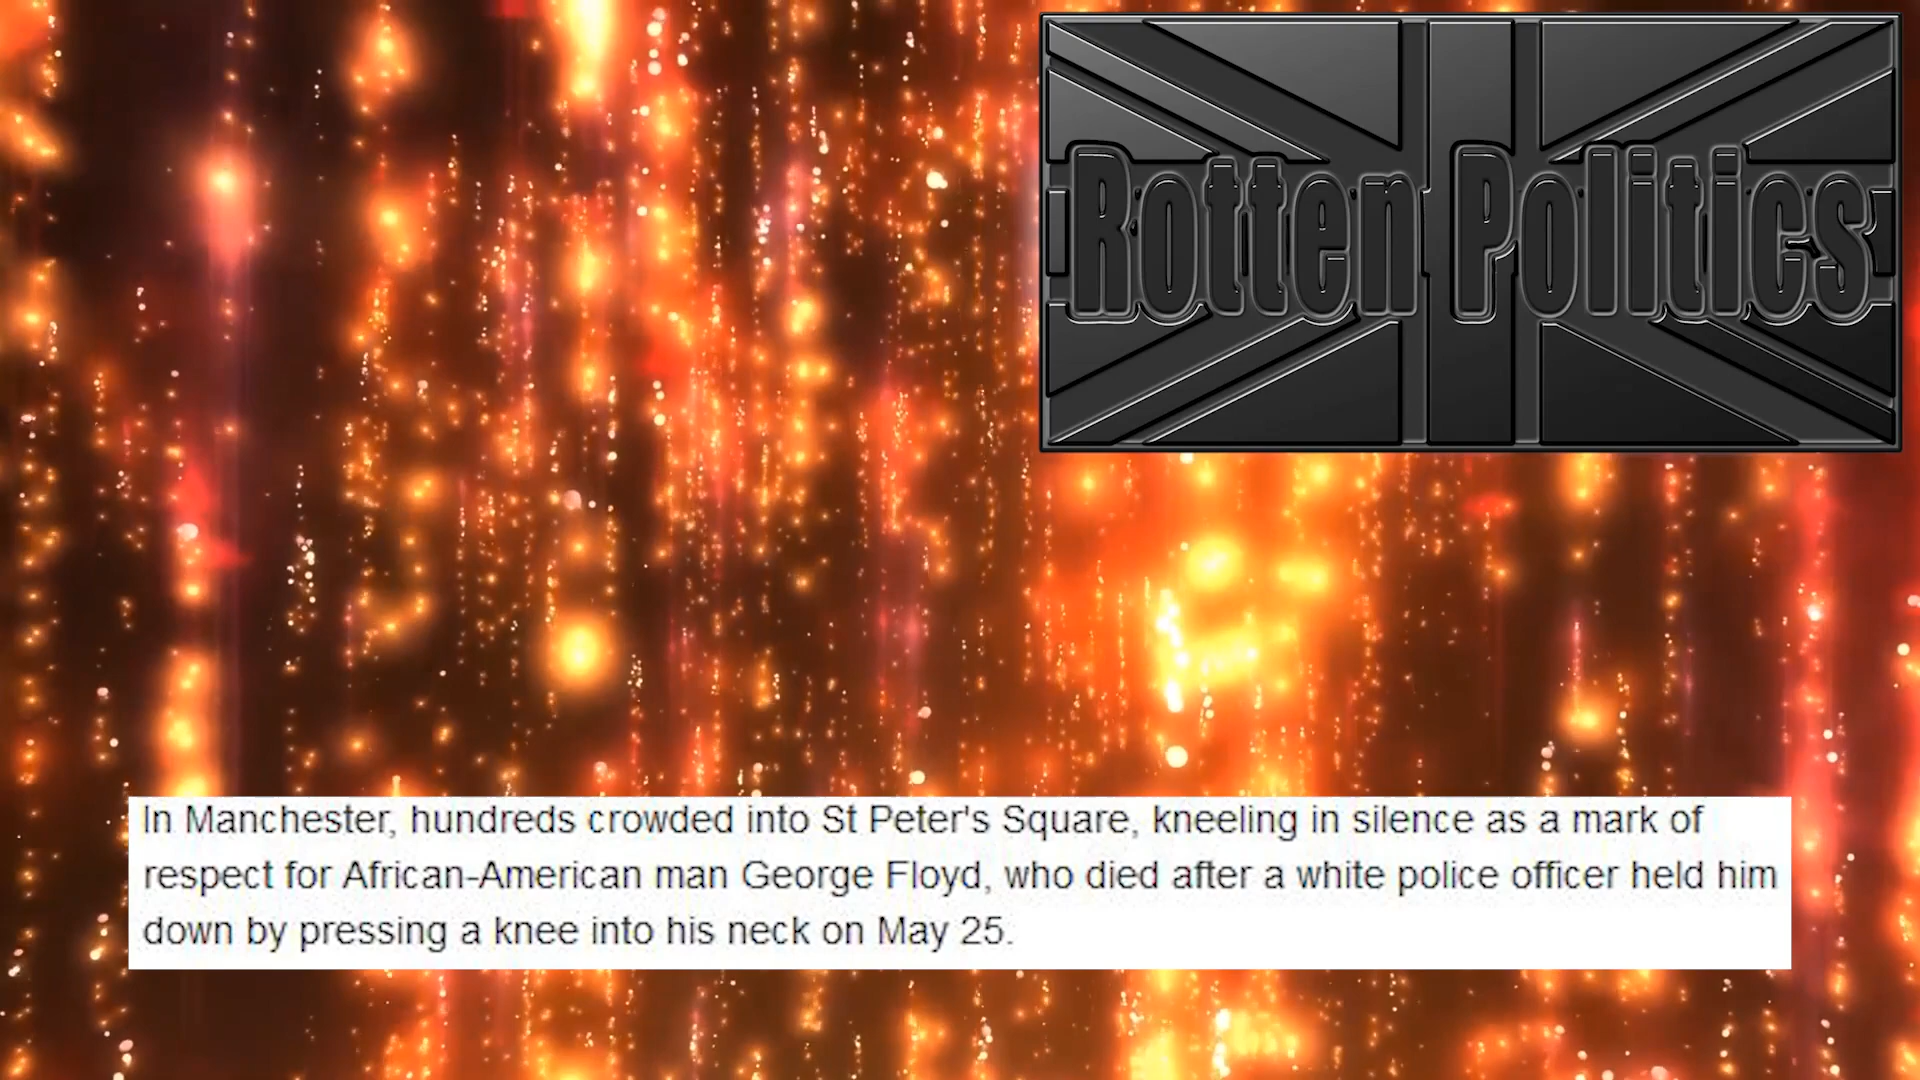 Rotten Politics
In Manchester, hundreds crowded into St Peter's Square, kneeling in silence as a mark of
respect for African-American man George Floyd, who died after a white police officer held him
down by pressing a knee into his neck on May 25.